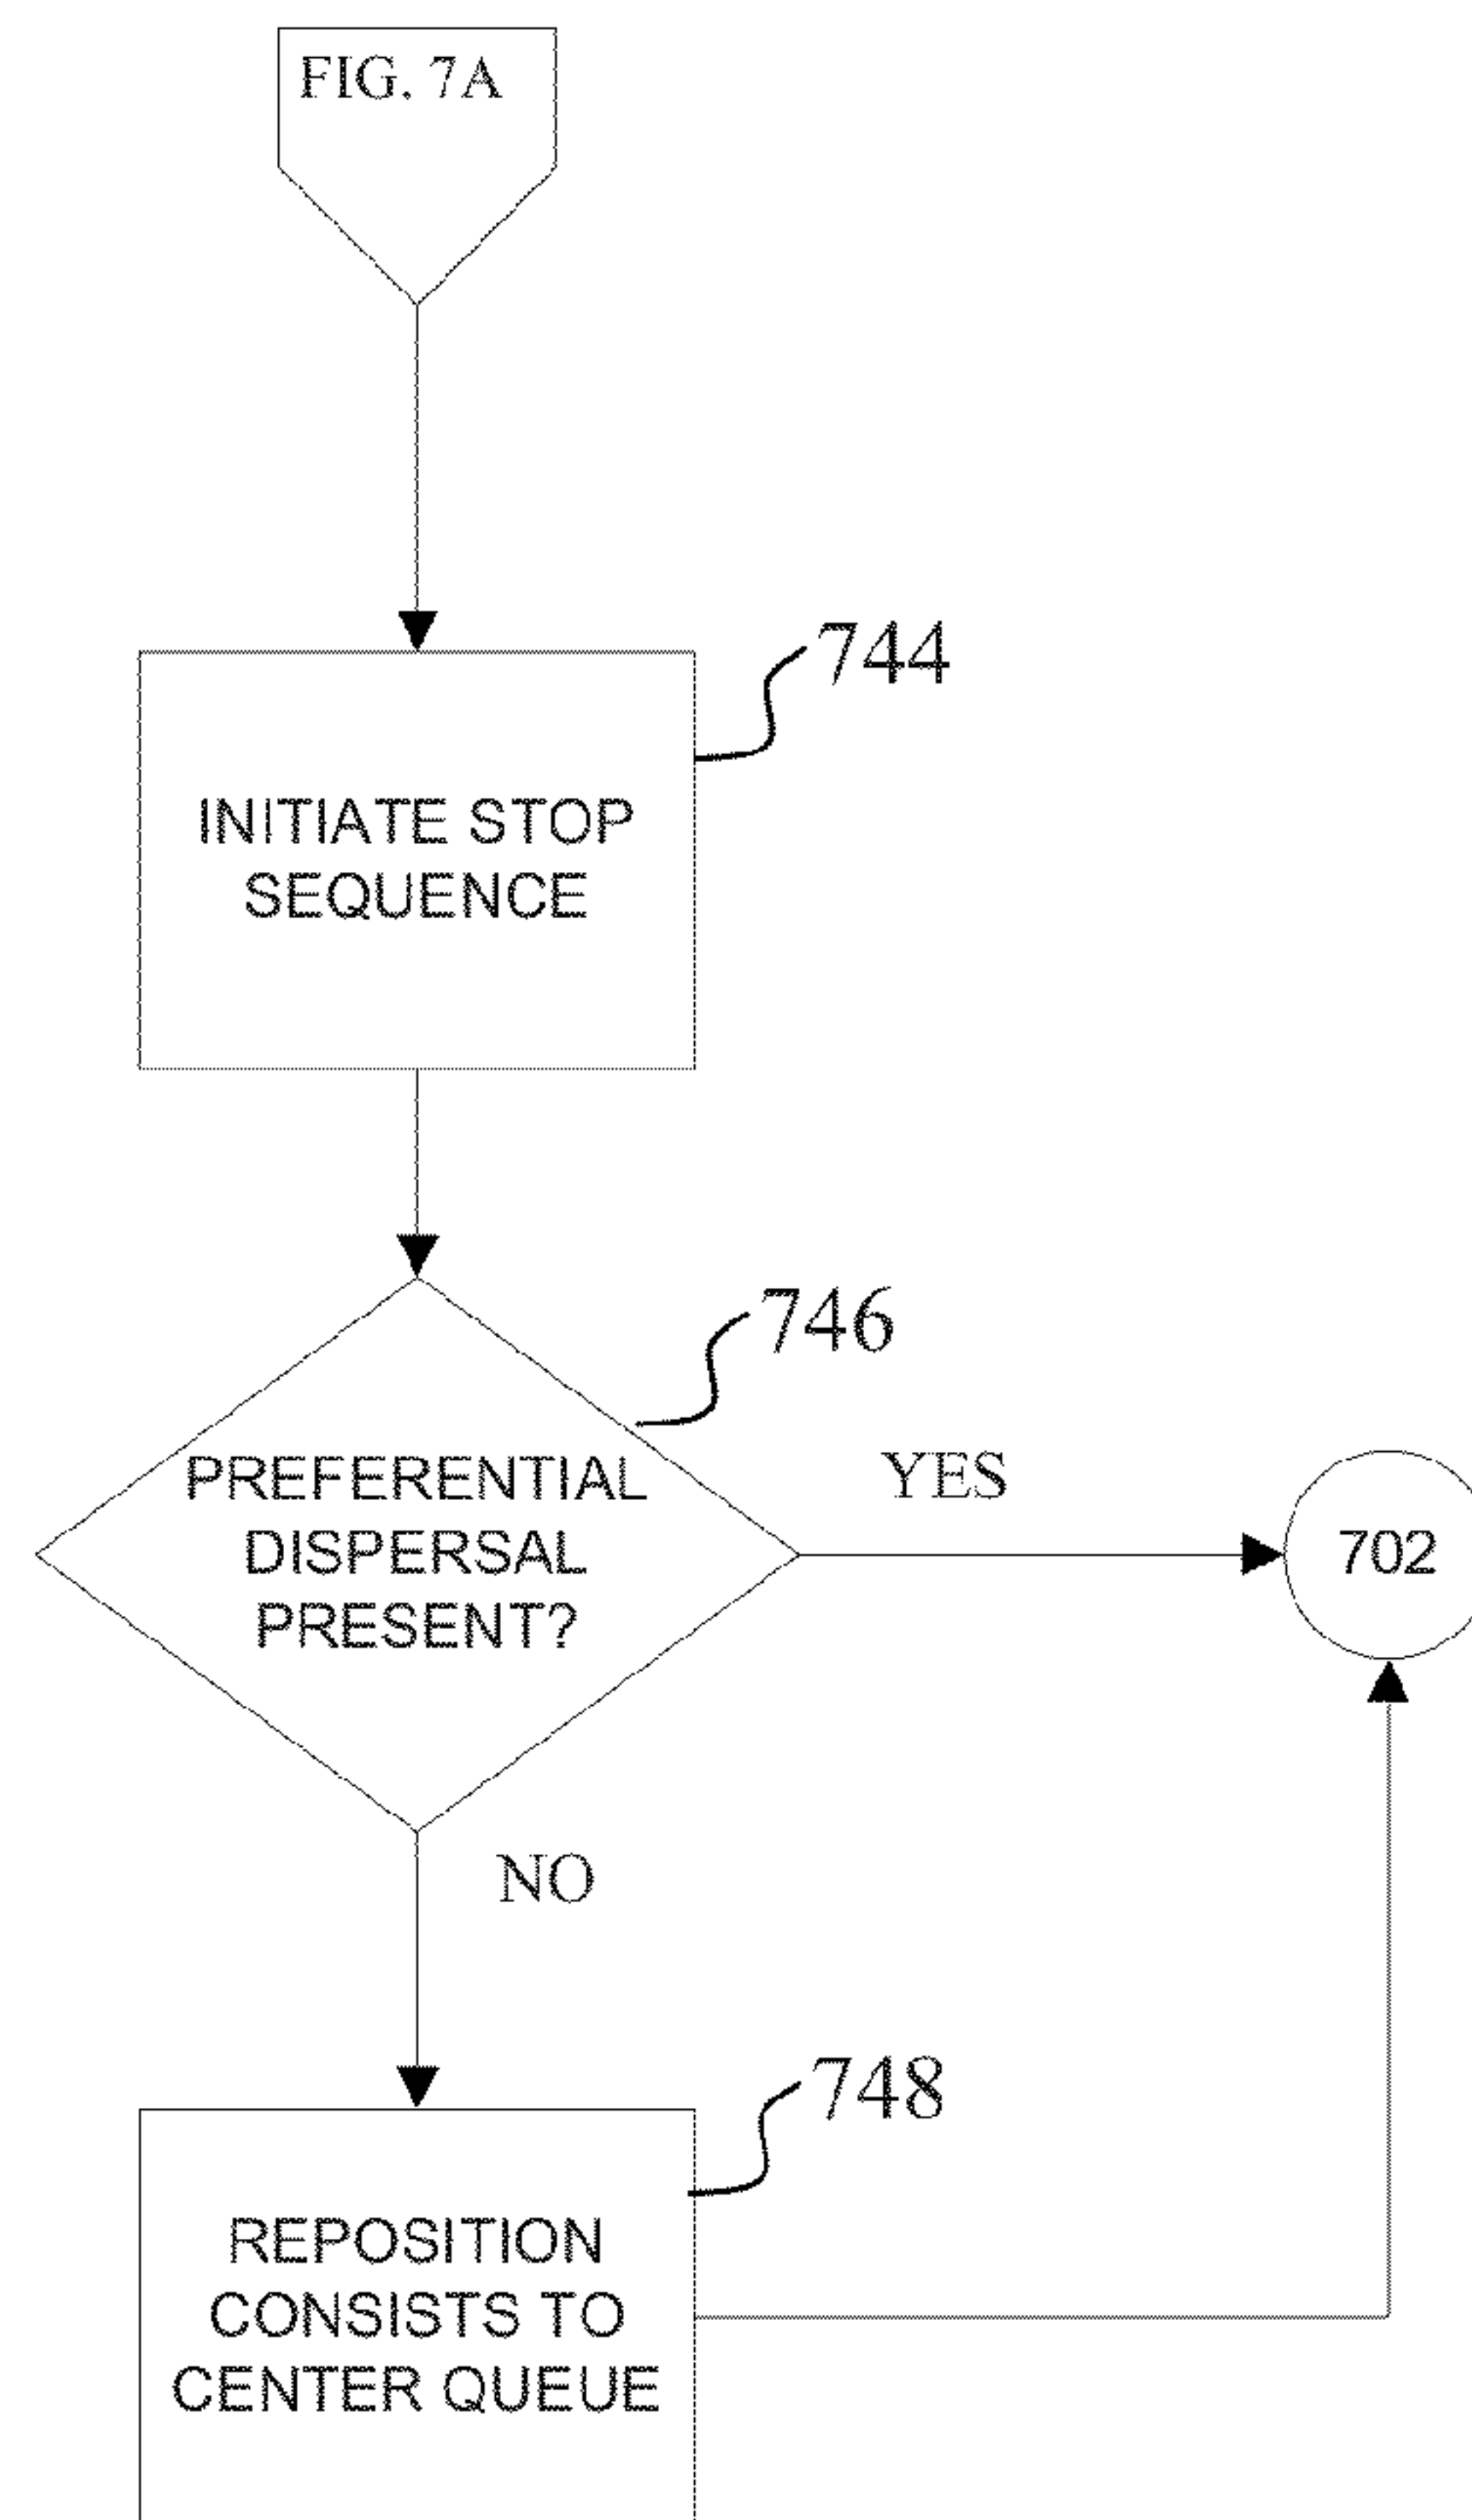 FIG. 7A
744
INITIATE STOP
SEQUENCE
746
PREFERENTIAL
DISPERSAL
PRESENT?
YES
702
NO
748
REPOSITION
CONSISTS TO
CENTER QUEUE